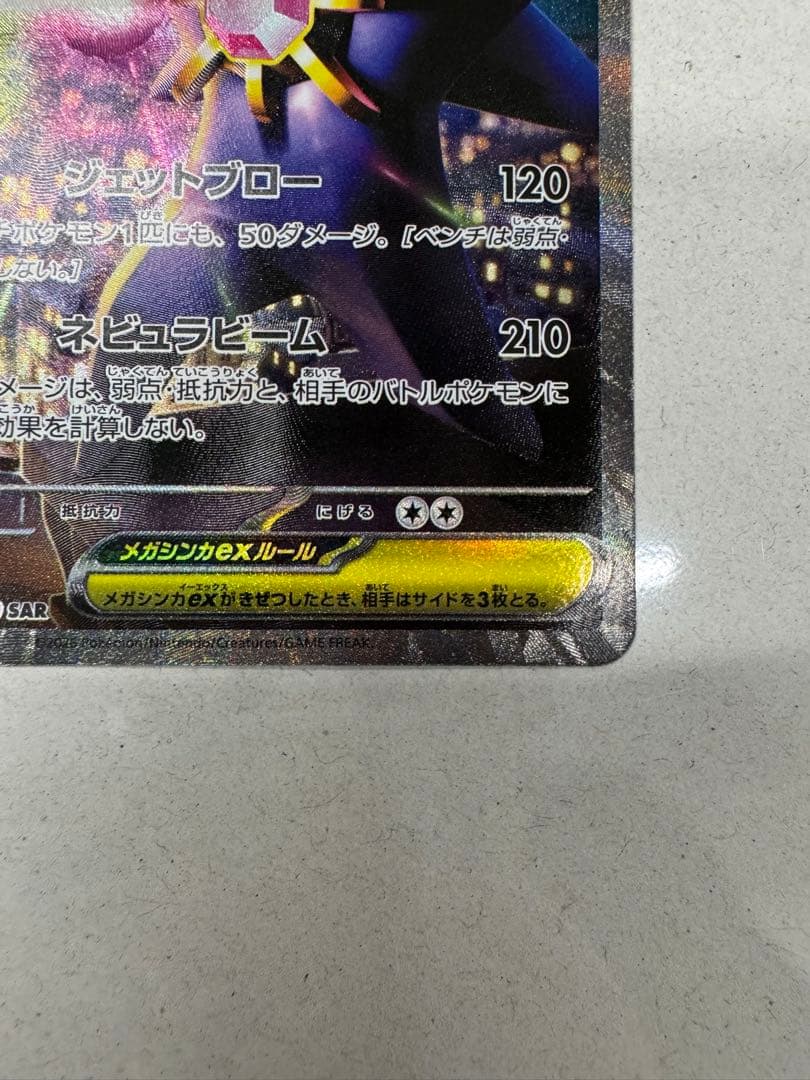 ジェットブロー 120
ポケモン1匹にも、50ダメージ。[ベンチは弱点・
しない。]
ネビュラビーム 210
メージは、弱点・抵抗力と、相手のバトルポケモンに
効果を計算しない。
抵抗力 にげる
メガシンカexルール
メガシンカexがきぜつしたとき、相手はサイドを3枚とる。
SAR
©2025 Pokémon/Nintendo/Creatures/GAME FREAK.